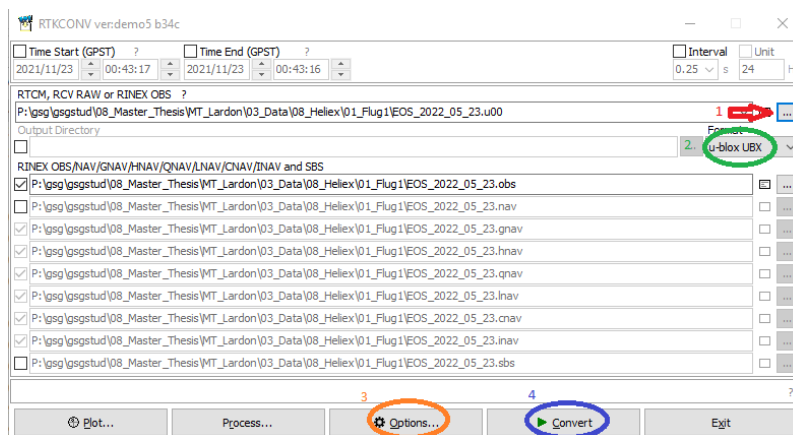 RTKCONV ver:demo5 b34c
Time Start (GPST) ? Time End (GPST) ? Interval Unit
2021/11/23 00:43:17 2021/11/23 00:43:16 0.25 s 24 H
RTCM, RCV RAW or RINEX OBS ?
P:\gsg\gsgstud\08_Master_Thesis\MT_Lardon\03_Data\08_Heliex\01_Flug1\EOS_2022_05_23.u00 1 ...
Output Directory Format
2. u-blox UBX
RINEX OBS/NAV/GNAV/HNAV/QNAV/LNAV/CNAV/INAV and SBS
P:\gsg\gsgstud\08_Master_Thesis\MT_Lardon\03_Data\08_Heliex\01_Flug1\EOS_2022_05_23.obs ...
P:\gsg\gsgstud\08_Master_Thesis\MT_Lardon\03_Data\08_Heliex\01_Flug1\EOS_2022_05_23.nav ...
P:\gsg\gsgstud\08_Master_Thesis\MT_Lardon\03_Data\08_Heliex\01_Flug1\EOS_2022_05_23.gnav ...
P:\gsg\gsgstud\08_Master_Thesis\MT_Lardon\03_Data\08_Heliex\01_Flug1\EOS_2022_05_23.hnav ...
P:\gsg\gsgstud\08_Master_Thesis\MT_Lardon\03_Data\08_Heliex\01_Flug1\EOS_2022_05_23.qnav ...
P:\gsg\gsgstud\08_Master_Thesis\MT_Lardon\03_Data\08_Heliex\01_Flug1\EOS_2022_05_23.lnav ...
P:\gsg\gsgstud\08_Master_Thesis\MT_Lardon\03_Data\08_Heliex\01_Flug1\EOS_2022_05_23.cnav ...
P:\gsg\gsgstud\08_Master_Thesis\MT_Lardon\03_Data\08_Heliex\01_Flug1\EOS_2022_05_23.inav ...
P:\gsg\gsgstud\08_Master_Thesis\MT_Lardon\03_Data\08_Heliex\01_Flug1\EOS_2022_05_23.sbs ...
?
3 4
Plot... Process... Options... Convert Exit